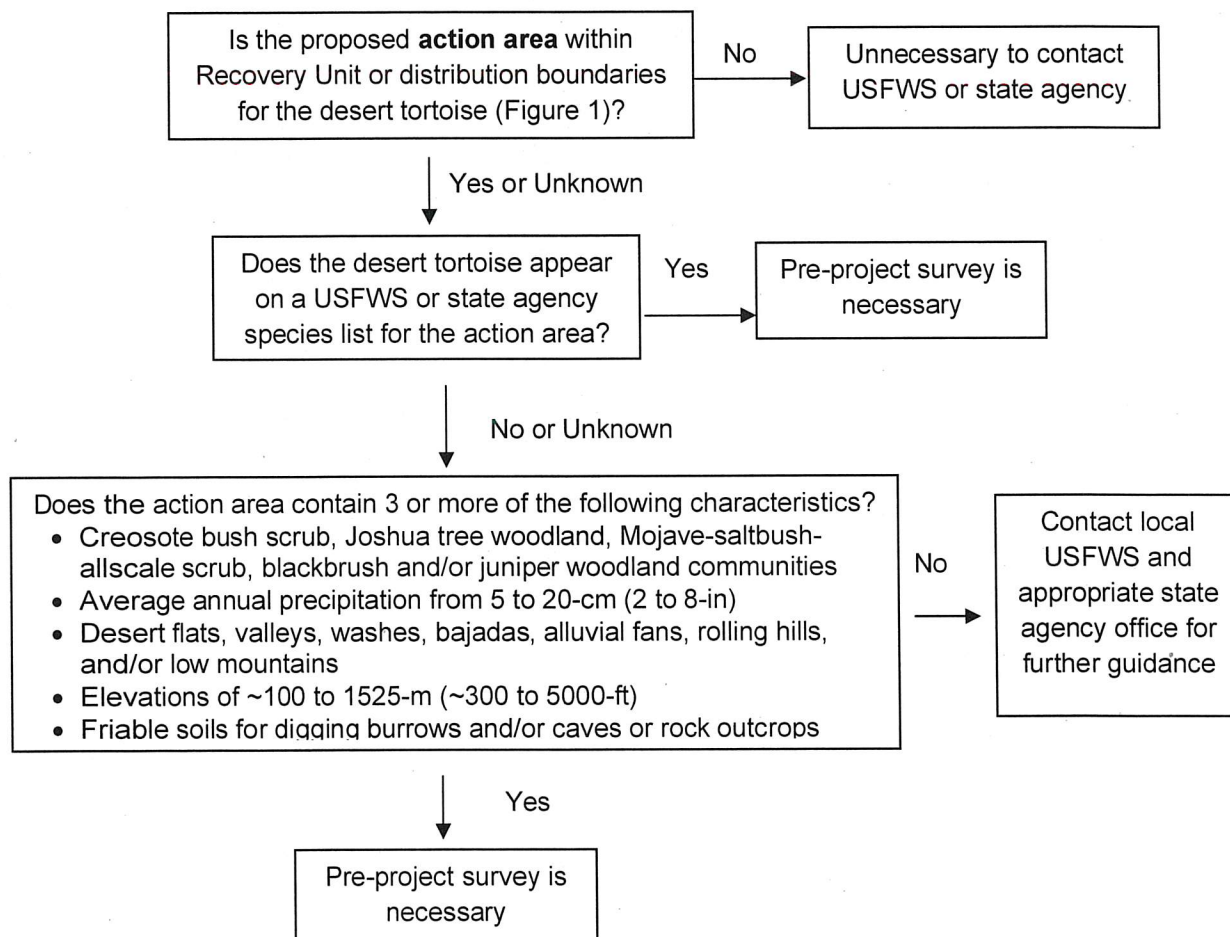 Is the proposed action area within
Recovery Unit or distribution boundaries
for the desert tortoise (Figure 1)?
No
Unnecessary to contact
USFWS or state agency
Yes or Unknown
Does the desert tortoise appear
on a USFWS or state agency
species list for the action area?
Yes
Pre-project survey is
necessary
No or Unknown
Does the action area contain 3 or more of the following characteristics?
• Creosote bush scrub, Joshua tree woodland, Mojave-saltbush-
allscale scrub, blackbrush and/or juniper woodland communities
• Average annual precipitation from 5 to 20-cm (2 to 8-in)
• Desert flats, valleys, washes, bajadas, alluvial fans, rolling hills,
and/or low mountains
• Elevations of ~100 to 1525-m (~300 to 5000-ft)
• Friable soils for digging burrows and/or caves or rock outcrops
No
Contact local
USFWS and
appropriate state
agency office for
further guidance
Yes
Pre-project survey is
necessary